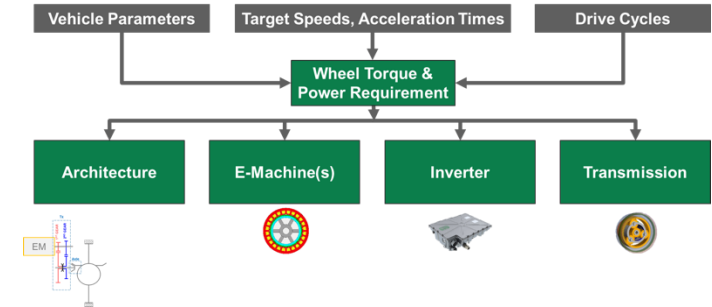 Vehicle Parameters
Target Speeds, Acceleration Times
Drive Cycles
Wheel Torque &
Power Requirement
Architecture
E-Machine(s)
Inverter
Transmission
EM